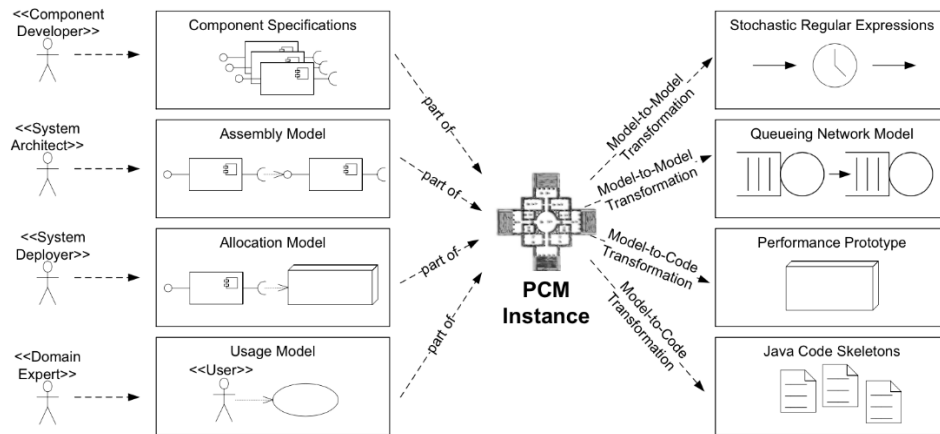 <<Component
Developer>>
Component Specifications
<<System
Architect>>
Assembly Model
<<System
Deployer>>
Allocation Model
<<Domain
Expert>>
Usage Model
<<User>>
part of
part of
part of
part of
PCM
Instance
Model-to-Model
Transformation
Model-to-Model
Transformation
Model-to-Code
Transformation
Model-to-Code
Transformation
Stochastic Regular Expressions
Queueing Network Model
Performance Prototype
Java Code Skeletons